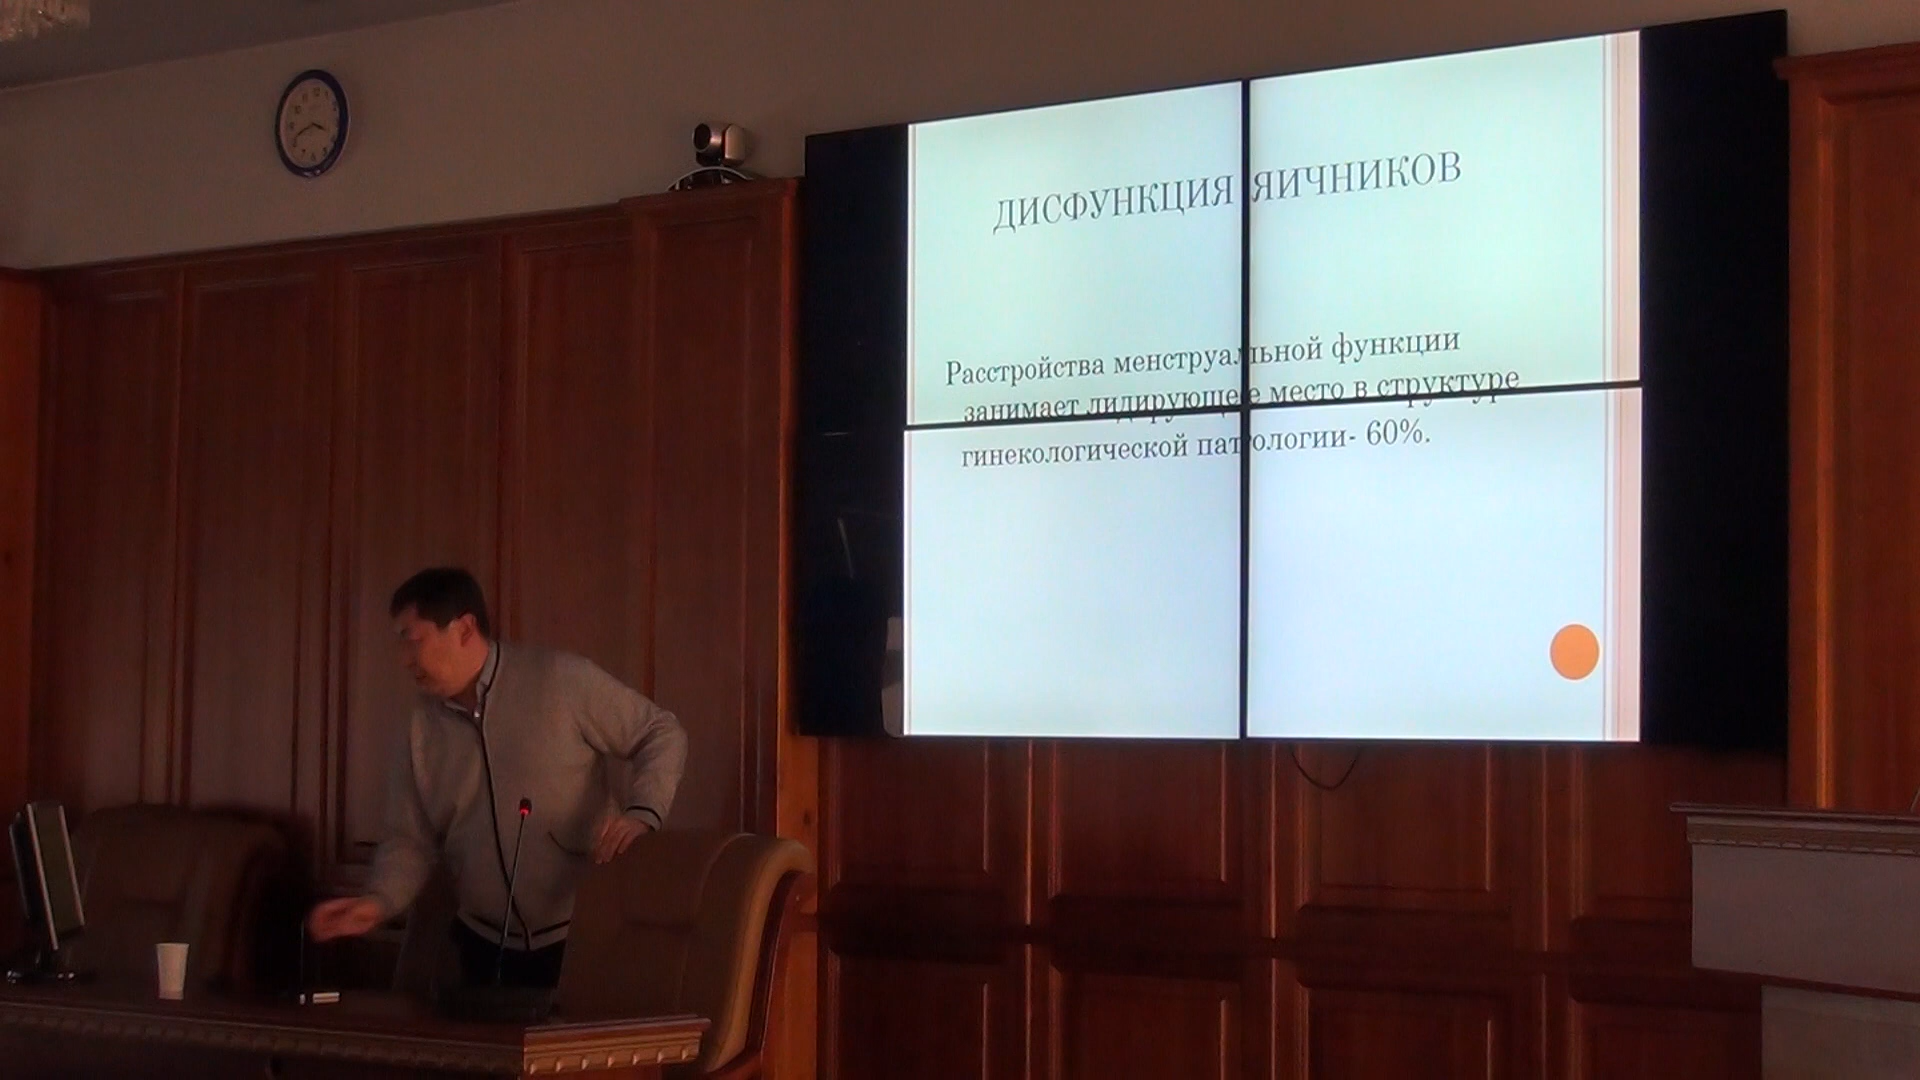 ДИСФУНКЦИЯ ЯИЧНИКОВ
Расстройства менструальной функции
занимает лидирующее место в структуре
гинекологической патологии- 60%.